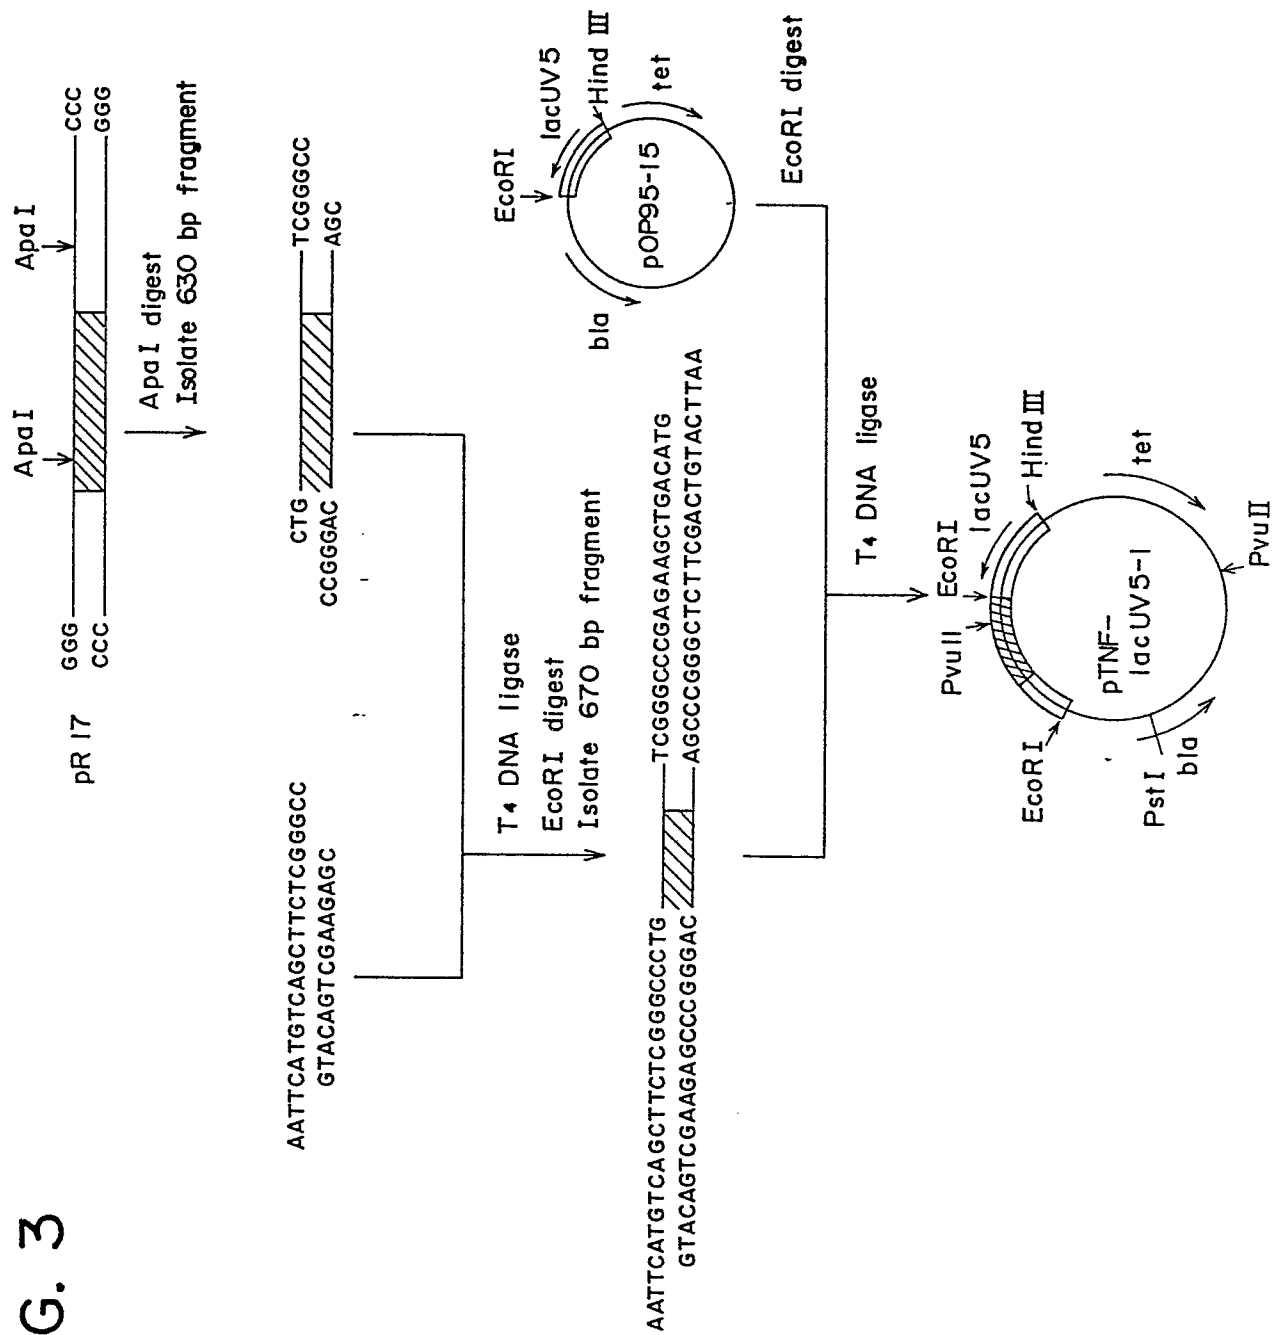 G. 3
pR 17
GGG
CCC
ApaI
ApaI
CCC
GGG
ApaI digest
Isolate 630 bp fragment
AATTCATGTCAGCTTCTCGGGCC
GTACAGTCGAAGAGC
CTG
CCGGGAC
TCGGGCC
AGC
T4 DNA ligase
EcoRI digest
Isolate 670 bp fragment
AATTCATGTCAGCTTCTCGGGCCCTG
GTACAGTCGAAGAGCCCGGGAC
TCGGGCCCGAGAAGCTGACATG
AGCCCGGGCTCTTCGACTGTACTTAA
EcoRI
lacUV5
Hind III
tet
bla
pOP95-15
EcoRI digest
T4 DNA ligase
EcoRI
PstI
bla
PvuII
EcoRI
lacUV5
Hind III
tet
PvuII
pTNF-
lacUV5-1